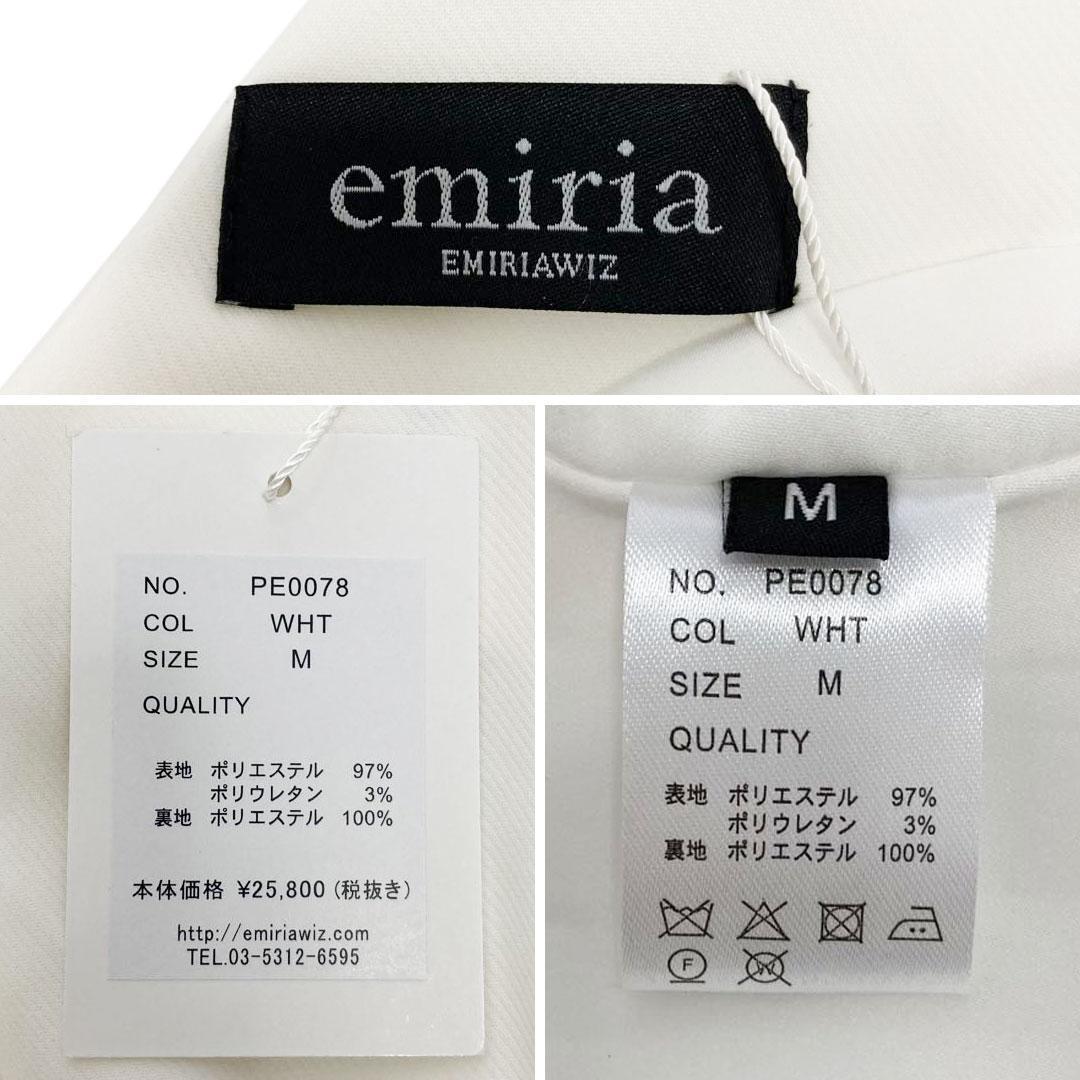 emiria
EMIRIAWIZ
NO. PE0078
COL WHT
SIZE M
QUALITY
表地 ポリエステル 97%
ポリウレタン 3%
裏地 ポリエステル 100%
本体価格 ¥25,800 (税抜き)
http://emiriawiz.com
TEL.03-5312-6595
M
NO. PE0078
COL WHT
SIZE M
QUALITY
表地 ポリエステル 97%
ポリウレタン 3%
裏地 ポリエステル 100%
F
W